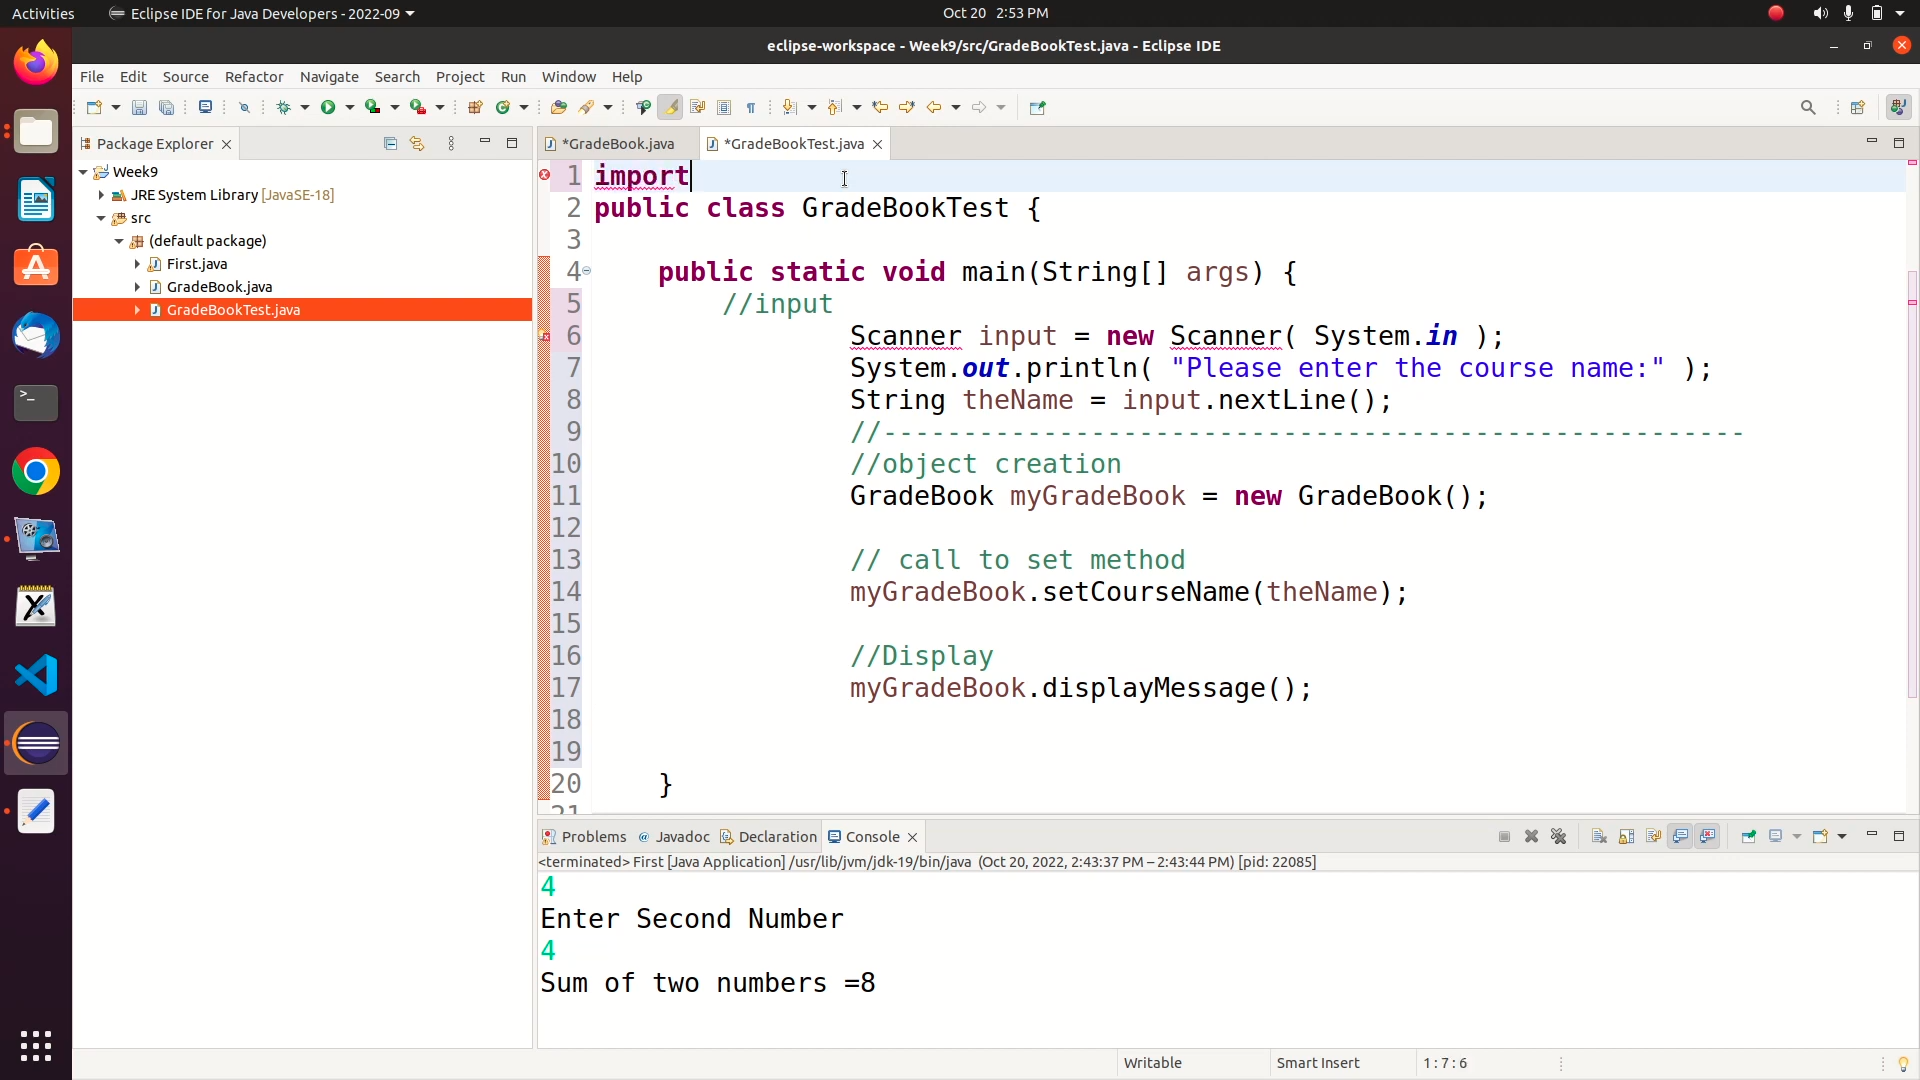 Activities
Eclipse IDE for Java Developers - 2022-09
Oct 20 2:53 PM
eclipse-workspace - Week9/src/GradeBookTest.java - Eclipse IDE
File Edit Source Refactor Navigate Search Project Run Window Help
Package Explorer
Week9
JRE System Library [JavaSE-18]
src
(default package)
First.java
GradeBook.java
GradeBookTest.java
*GradeBook.java
*GradeBookTest.java
1 import
2 public class GradeBookTest {
3
4 public static void main(String[] args) {
5 //input
6 Scanner input = new Scanner( System.in );
7 System.out.println( "Please enter the course name:" );
8 String theName = input.nextLine();
9 //------------------------------------------------------
10 //object creation
11 GradeBook myGradeBook = new GradeBook();
12
13 // call to set method
14 myGradeBook.setCourseName(theName);
15
16 //Display
17 myGradeBook.displayMessage();
18
19
20 }
21
Problems Javadoc Declaration Console
<terminated> First [Java Application] /usr/lib/jvm/jdk-19/bin/java (Oct 20, 2022, 2:43:37 PM – 2:43:44 PM) [pid: 22085]
4
Enter Second Number
4
Sum of two numbers =8
Writable
Smart Insert
1 : 7 : 6